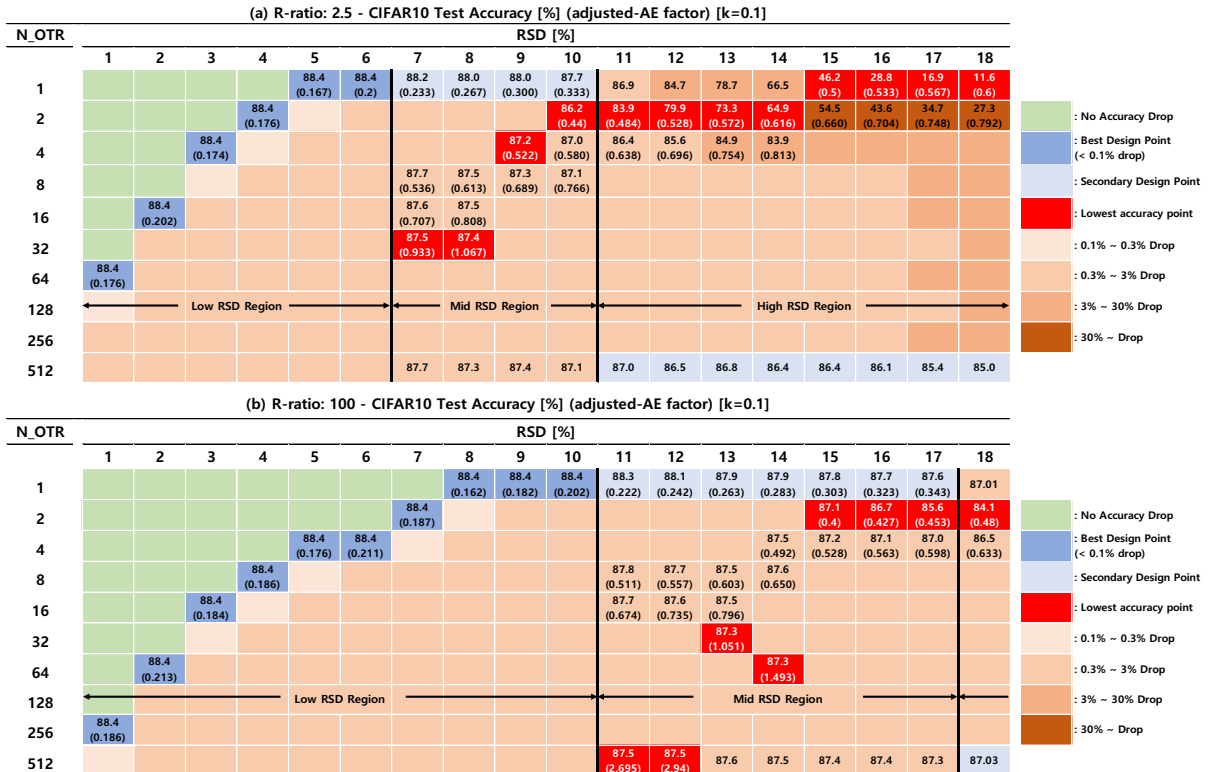 (a) R-ratio: 2.5 - CIFAR10 Test Accuracy [%] (adjusted-AE factor) [k=0.1]
N_OTR RSD [%]
1 2 3 4 5 6 7 8 9 10 11 12 13 14 15 16 17 18
1 88.4 (0.167) 88.4 (0.2) 88.2 (0.233) 88.0 (0.267) 88.0 (0.300) 87.7 (0.333) 86.9 84.7 78.7 66.5 46.2 (0.5) 28.8 (0.533) 16.9 (0.567) 11.6 (0.6)
2 88.4 (0.176) 86.2 (0.44) 83.9 (0.484) 79.9 (0.528) 73.3 (0.572) 64.9 (0.616) 54.5 (0.660) 43.6 (0.704) 34.7 (0.748) 27.3 (0.792)
4 88.4 (0.174) 87.2 (0.522) 87.0 (0.580) 86.4 (0.638) 85.6 (0.696) 84.9 (0.754) 83.9 (0.813)
8 87.7 (0.536) 87.5 (0.613) 87.3 (0.689) 87.1 (0.766)
16 88.4 (0.202) 87.6 (0.707) 87.5 (0.808)
32 87.5 (0.933) 87.4 (1.067)
64 88.4 (0.176)
128 Low RSD Region Mid RSD Region High RSD Region
256
512 87.7 87.3 87.4 87.1 87.0 86.5 86.8 86.4 86.4 86.1 85.4 85.0
: No Accuracy Drop
: Best Design Point
(< 0.1% drop)
: Secondary Design Point
: Lowest accuracy point
: 0.1% ~ 0.3% Drop
: 0.3% ~ 3% Drop
: 3% ~ 30% Drop
: 30% ~ Drop
(b) R-ratio: 100 - CIFAR10 Test Accuracy [%] (adjusted-AE factor) [k=0.1]
N_OTR RSD [%]
1 2 3 4 5 6 7 8 9 10 11 12 13 14 15 16 17 18
1 88.4 (0.162) 88.4 (0.182) 88.4 (0.202) 88.3 (0.222) 88.1 (0.242) 87.9 (0.263) 87.9 (0.283) 87.8 (0.303) 87.7 (0.323) 87.6 (0.343) 87.01
2 88.4 (0.187) 87.1 (0.4) 86.7 (0.427) 85.6 (0.453) 84.1 (0.48)
4 88.4 (0.176) 88.4 (0.211) 87.5 (0.492) 87.2 (0.528) 87.1 (0.563) 87.0 (0.598) 86.5 (0.633)
8 88.4 (0.186) 87.8 (0.511) 87.7 (0.557) 87.5 (0.603) 87.6 (0.650)
16 88.4 (0.184) 87.7 (0.674) 87.6 (0.735) 87.5 (0.796)
32 87.3 (1.051)
64 88.4 (0.213) 87.3 (1.493)
128 Low RSD Region Mid RSD Region
256 88.4 (0.186)
512 87.5 (2.695) 87.5 (2.94) 87.6 87.5 87.4 87.4 87.3 87.03
: No Accuracy Drop
: Best Design Point
(< 0.1% drop)
: Secondary Design Point
: Lowest accuracy point
: 0.1% ~ 0.3% Drop
: 0.3% ~ 3% Drop
: 3% ~ 30% Drop
: 30% ~ Drop